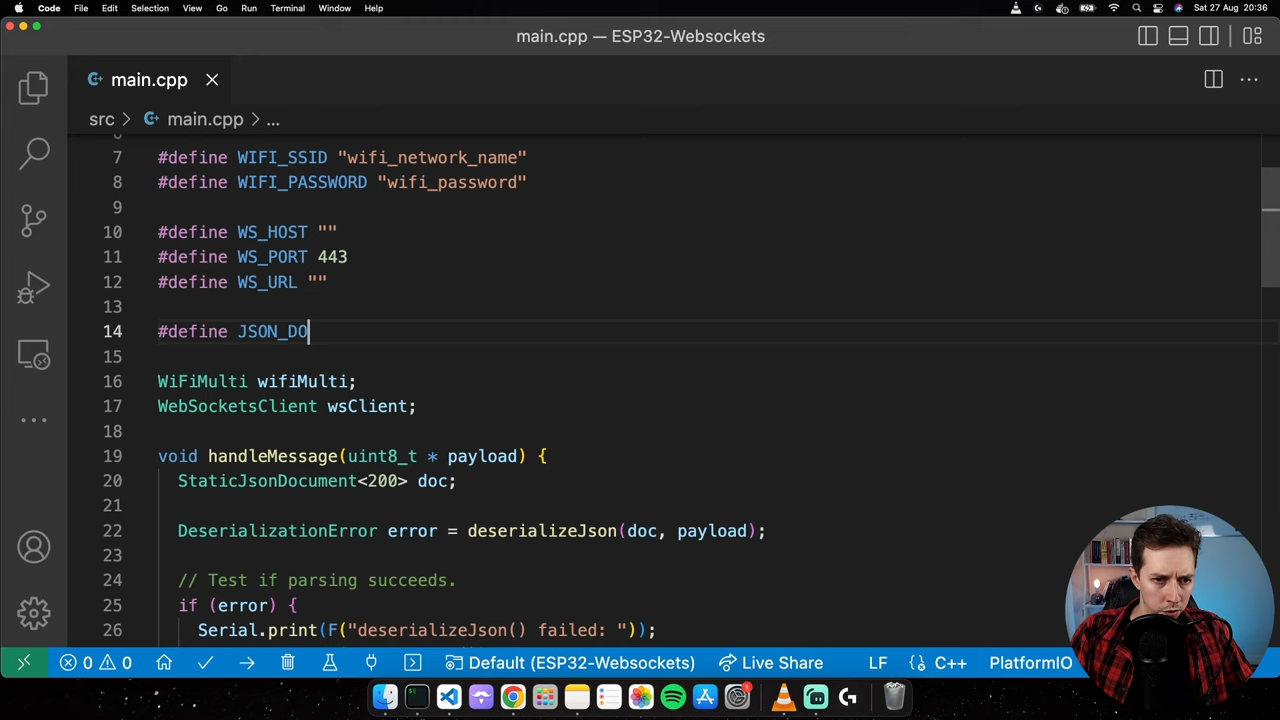 Code File Edit Selection View Go Run Terminal Window Help Sat 27 Aug 20:36
main.cpp — ESP32-Websockets
main.cpp
src > main.cpp > ...
7 #define WIFI_SSID "wifi_network_name"
8 #define WIFI_PASSWORD "wifi_password"
9
10 #define WS_HOST ""
11 #define WS_PORT 443
12 #define WS_URL ""
13
14 #define JSON_DO
15
16 WiFiMulti wifiMulti;
17 WebSocketsClient wsClient;
18
19 void handleMessage(uint8_t * payload) {
20 StaticJsonDocument<200> doc;
21
22 DeserializationError error = deserializeJson(doc, payload);
23
24 // Test if parsing succeeds.
25 if (error) {
26 Serial.print(F("deserializeJson() failed: "));
0 0 Default (ESP32-Websockets) Live Share LF C++ PlatformIO